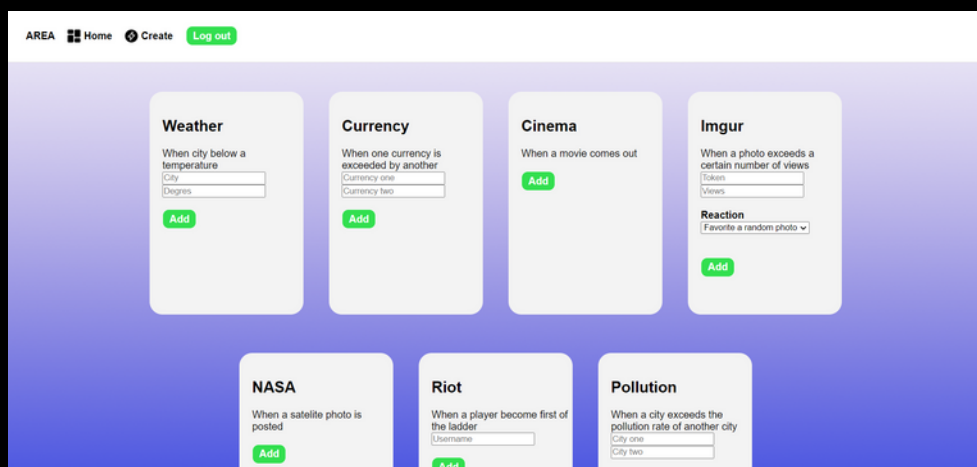 AREA Home Create Log out
Weather
When city below a
temperature
City
Degres
Add
Currency
When one currency is
exceeded by another
Currency one
Currency two
Add
Cinema
When a movie comes out
Add
Imgur
When a photo exceeds a
certain number of views
Token
Views
Reaction
Favorite a random photo
Add
NASA
When a satelite photo is
posted
Add
Riot
When a player become first of
the ladder
Username
Add
Pollution
When a city exceeds the
pollution rate of another city
City one
City two